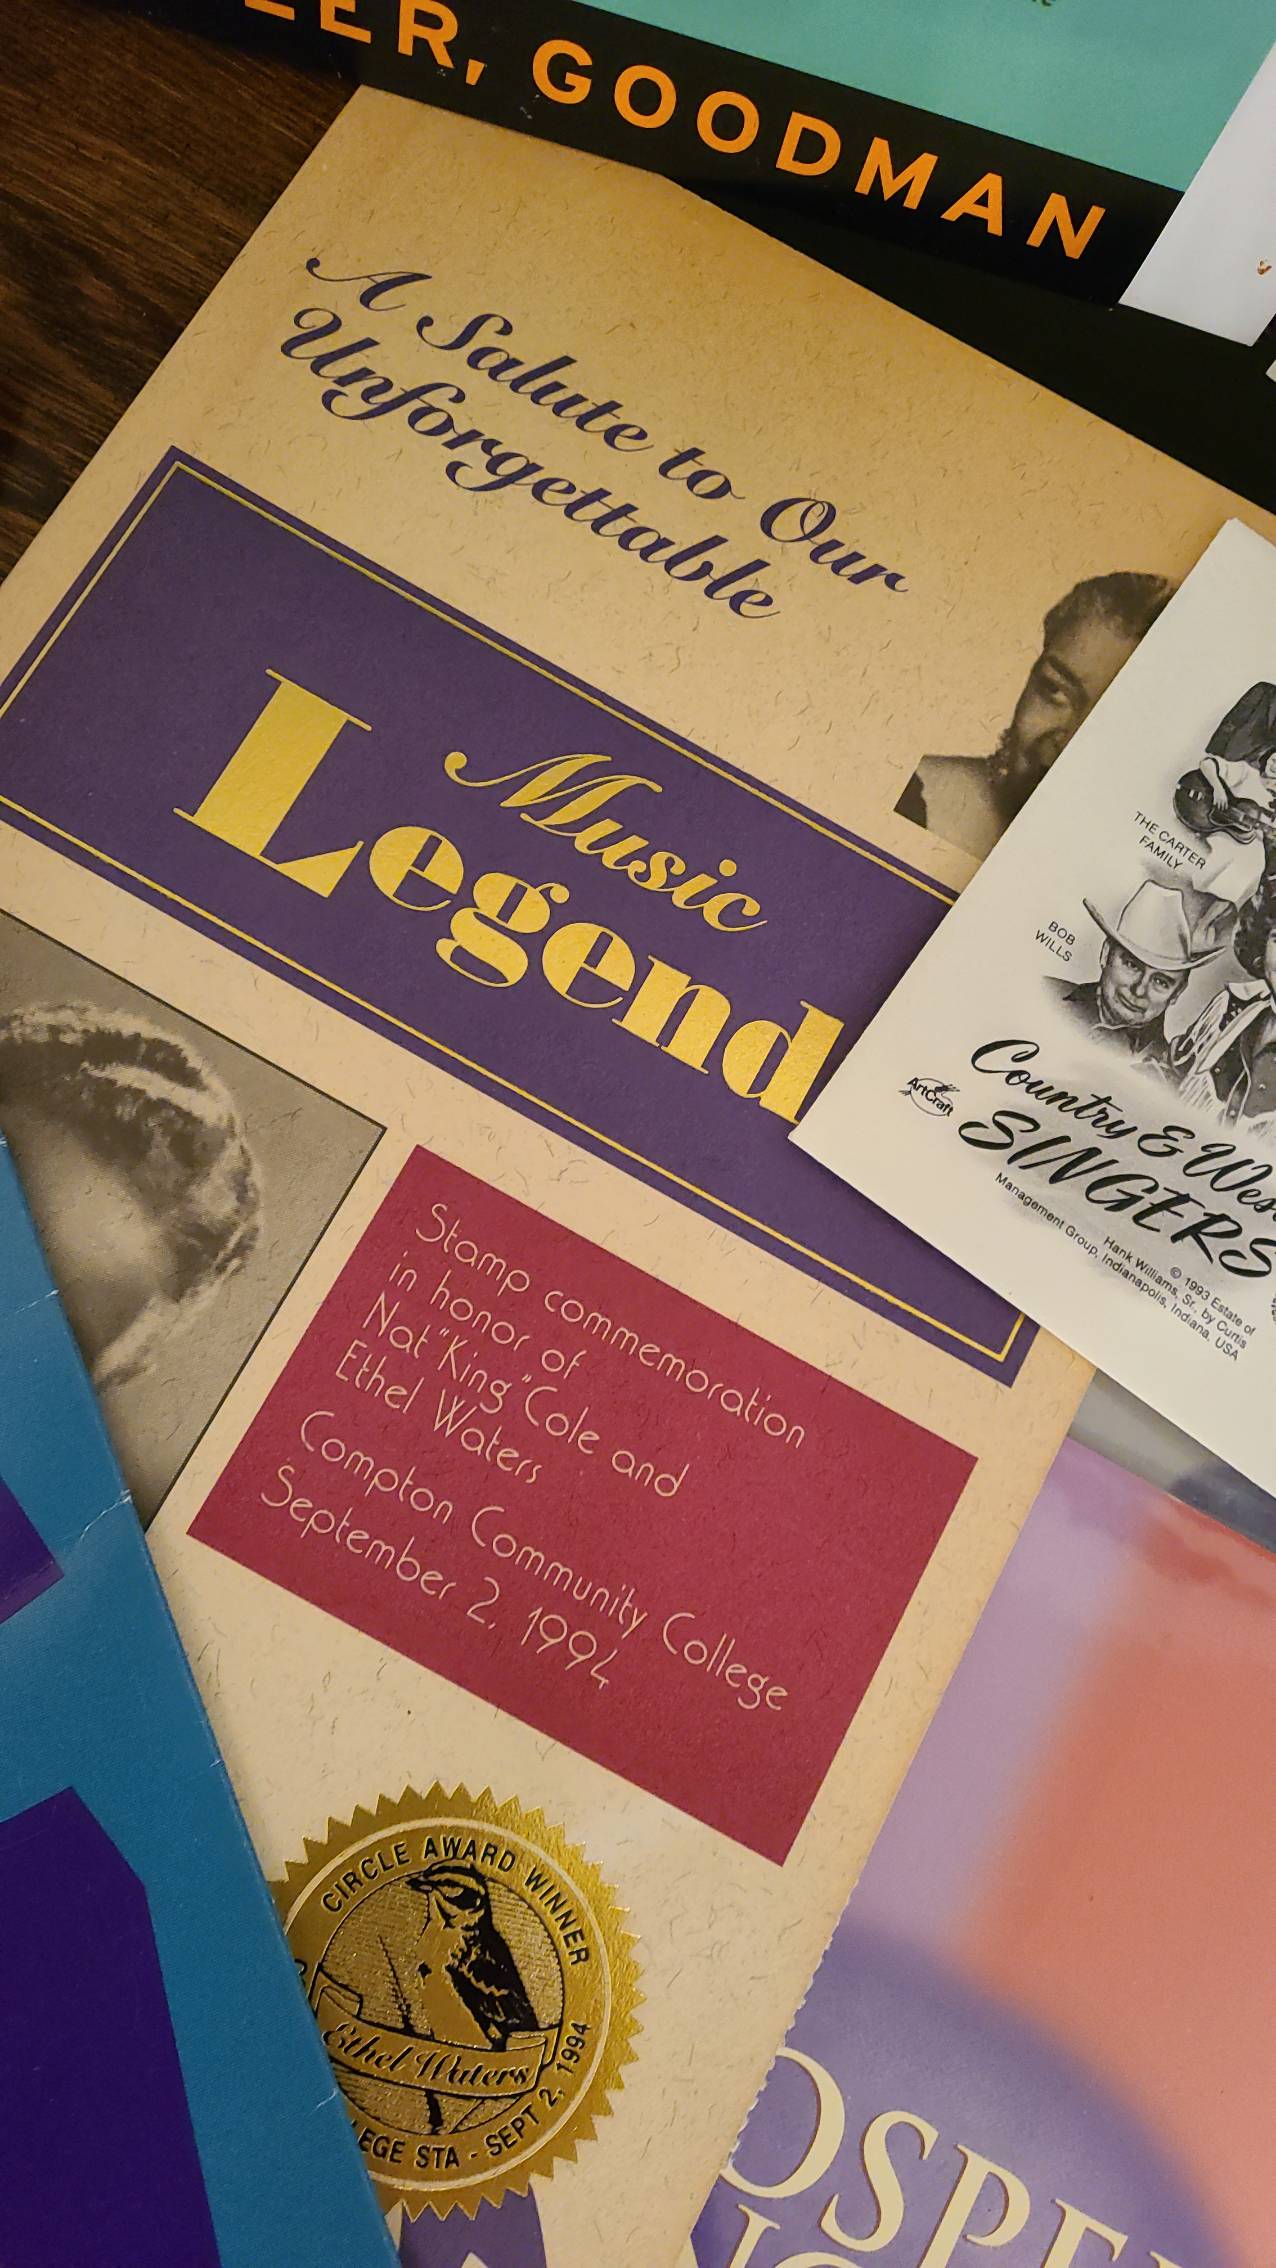 GOODMAN
A Salute to Our
Unforgettable
Music
Legend
THE CARTER
FAMILY
BOB
WILLS
ArtCraft
Country & Wes
SINGERS
© 1993 Estate of
Hank Williams, Sr., by Curtis
Management Group, Indianapolis, Indiana, USA
Stamp commemoration
in honor of
Nat "King" Cole and
Ethel Waters
Compton Community College
September 2, 1994
CIRCLE AWARD WINNER
Ethel Waters
EGE STA - SEPT 2, 1994
OSPE